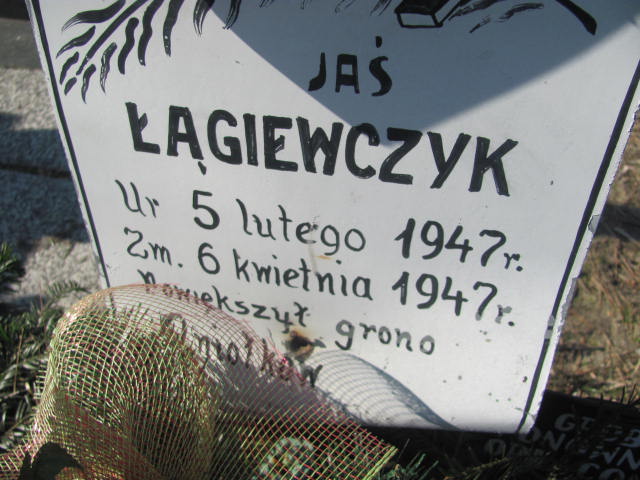 JAŚ
ŁĄGIEWCZYK
Ur 5 lutego 1947 r.
Zm. 6 kwietnia 1947 r.
powiększył grono
Aniołków